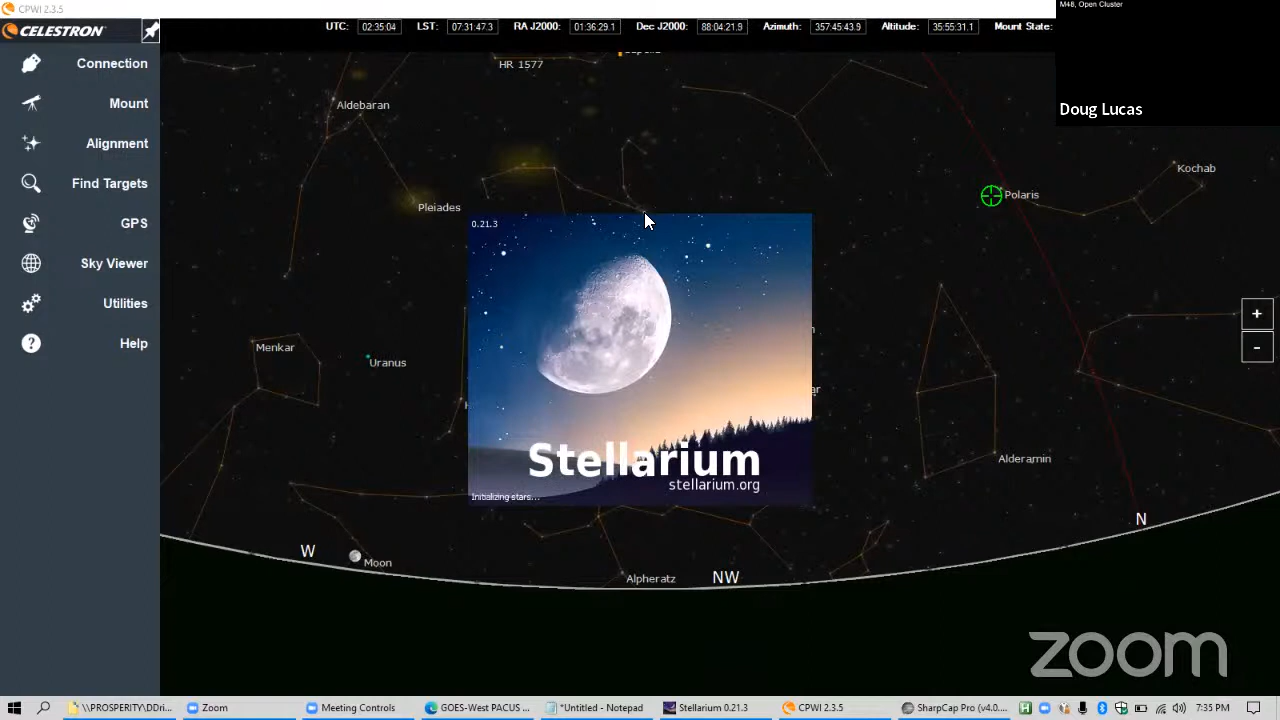 CPWI 2.3.5
M48, Open Cluster
CELESTRON
UTC: 02:35:04 LST: 07:31:47.3 RA J2000: 01:36:29.1 Dec J2000: 88:04:21.9 Azimuth: 357:45:43.9 Altitude: 35:55:31.1 Mount State:
Connection
Mount
Alignment
Find Targets
GPS
Sky Viewer
Utilities
Help
HR 1577
Aldebaran
Doug Lucas
Kochab
Polaris
Pleiades
0.21.3
Menkar
Uranus
+
-
Stellarium
stellarium.org
Initializing stars...
Alderamin
N
W
Moon
Alpheratz
NW
zoom
\\PROSPERITY\DDri... Zoom Meeting Controls GOES-West PACUS ... *Untitled - Notepad Stellarium 0.21.3 CPWI 2.3.5 SharpCap Pro (v4.0.... 7:35 PM